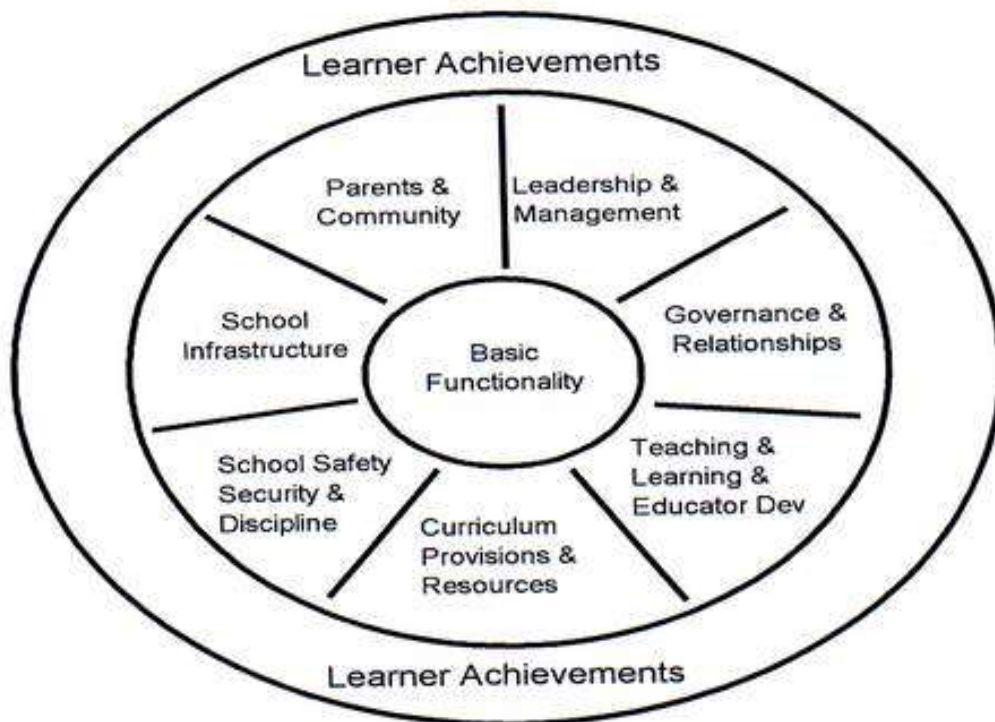 Learner Achievements
Parents &
Community
Leadership &
Management
School
Infrastructure
Basic
Functionality
Governance &
Relationships
School Safety
Security &
Discipline
Curriculum
Provisions &
Resources
Teaching &
Learning &
Educator Dev
Learner Achievements